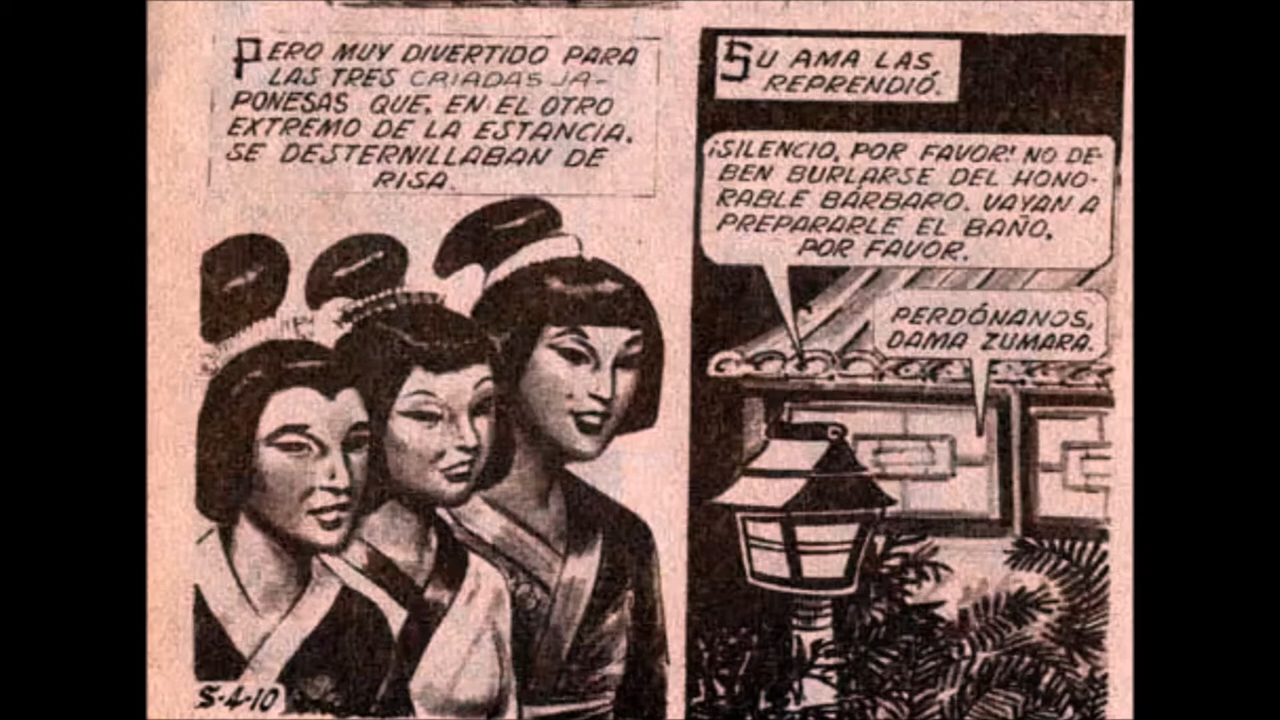 PERO MUY DIVERTIDO PARA
LAS TRES CRIADAS JA-
PONESAS QUE, EN EL OTRO
EXTREMO DE LA ESTANCIA,
SE DESTERNILLABAN DE
RISA.
S-4-10
SU AMA LAS
REPRENDIÓ.
¡SILENCIO, POR FAVOR! NO DE-
BEN BURLARSE DEL HONO-
RABLE BÁRBARO. VAYAN A
PREPARARLE EL BAÑO,
POR FAVOR.
PERDÓNANOS,
DAMA ZUMARA.